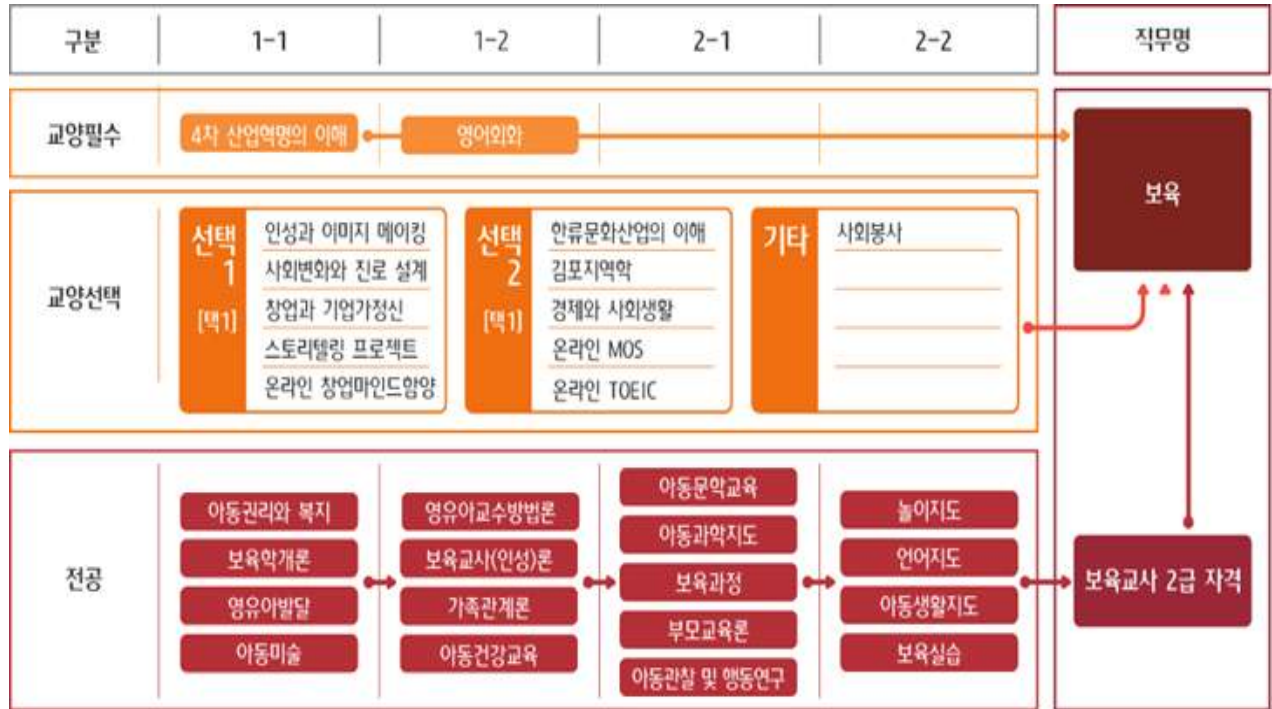 구분
1-1
1-2
2-1
2-2
직무명
교양필수
4차 산업혁명의 이해
영어회화
보육
교양선택
선택
1
[택1]
인성과 이미지 메이킹
사회변화와 진로 설계
창업과 기업가정신
스토리텔링 프로젝트
온라인 창업마인드함양
선택
2
[택1]
한류문화산업의 이해
김포지역학
경제와 사회생활
온라인 MOS
온라인 TOEIC
기타
사회봉사
전공
아동권리와 복지
보육학개론
영유아발달
아동미술
영유아교수방법론
보육교사(인성)론
가족관계론
아동건강교육
아동문학교육
아동과학지도
보육과정
부모교육론
아동관찰 및 행동연구
놀이지도
언어지도
아동생활지도
보육실습
보육교사 2급 자격